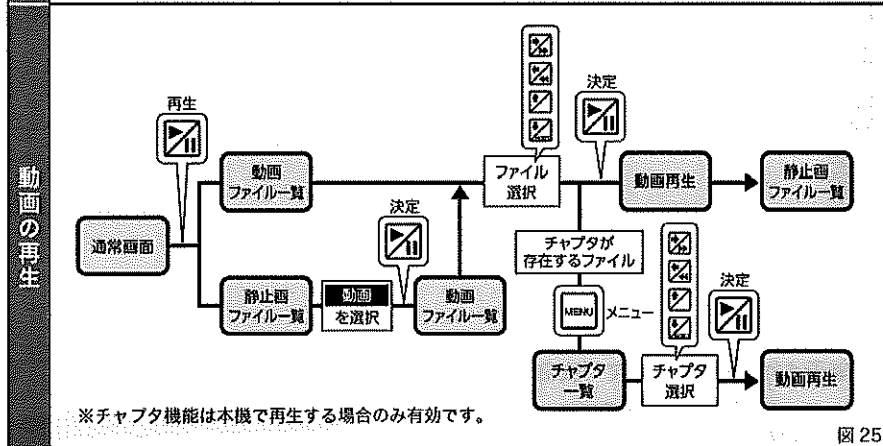 動画の再生
再生
通常画面
動画
ファイル一覧
静止画
ファイル一覧
動画
を選択
決定
動画
ファイル一覧
ファイル
選択
決定
動画再生
静止画
ファイル一覧
チャプタが
存在するファイル
MENU
メニュー
チャプタ
一覧
チャプタ
選択
決定
動画再生
※チャプタ機能は本機で再生する場合のみ有効です。
図 25